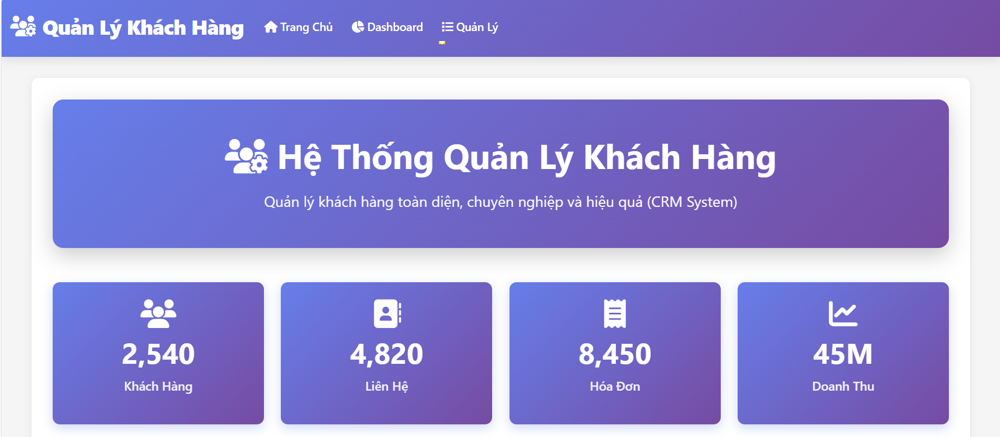 Quản Lý Khách Hàng
Trang Chủ
Dashboard
Quản Lý
Hệ Thống Quản Lý Khách Hàng
Quản lý khách hàng toàn diện, chuyên nghiệp và hiệu quả (CRM System)
2,540
Khách Hàng
4,820
Liên Hệ
8,450
Hóa Đơn
45M
Doanh Thu